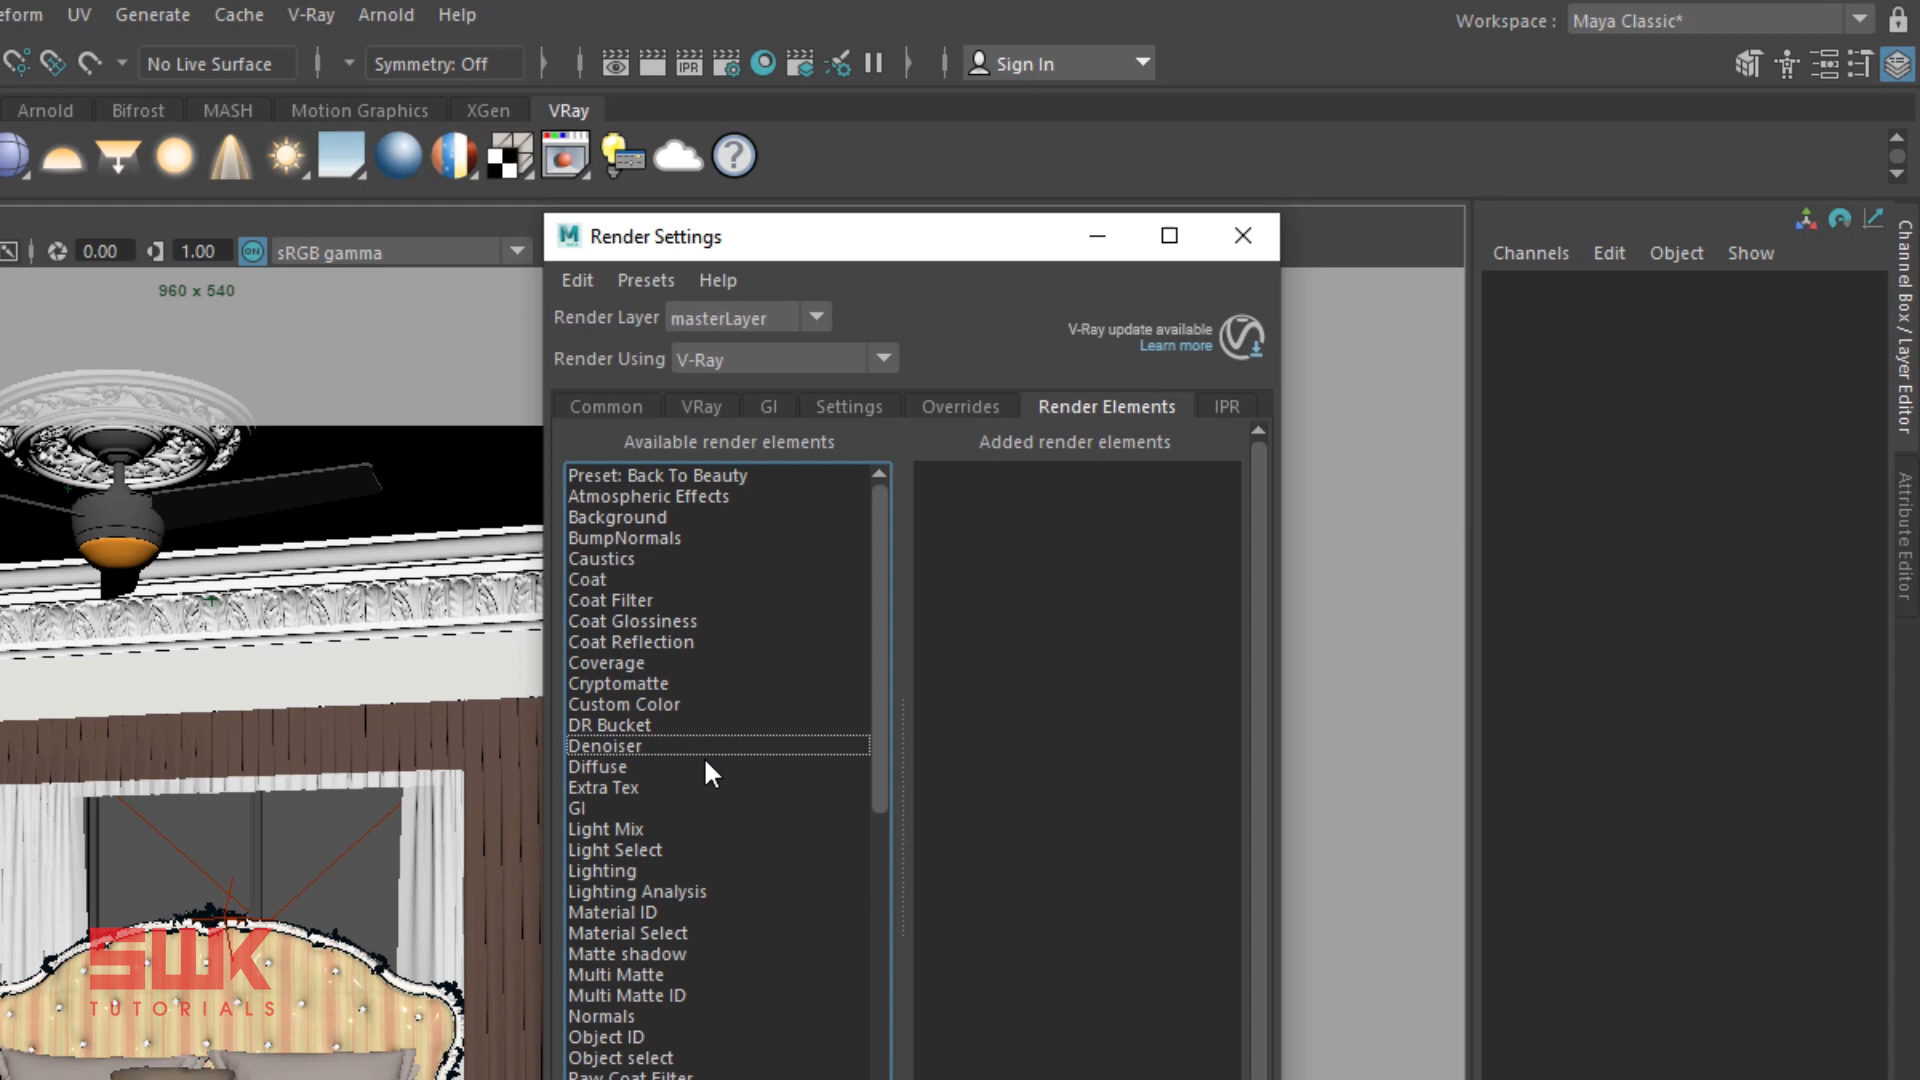 eform UV Generate Cache V-Ray Arnold Help
Workspace : Maya Classic*
No Live Surface Symmetry: Off IPR Sign In
Arnold Bifrost MASH Motion Graphics XGen VRay
?
Render Settings
0.00 1.00 ON sRGB gamma
960 x 540
Edit Presets Help
Channels Edit Object Show
Render Layer masterLayer
V-Ray update available
Learn more
Render Using V-Ray
Common VRay GI Settings Overrides Render Elements IPR
Available render elements Added render elements
Preset: Back To Beauty
Atmospheric Effects
Background
BumpNormals
Caustics
Coat
Coat Filter
Coat Glossiness
Coat Reflection
Coverage
Cryptomatte
Custom Color
DR Bucket
Denoiser
Diffuse
Extra Tex
GI
Light Mix
Light Select
Lighting
Lighting Analysis
Material ID
Material Select
Matte shadow
Multi Matte
Multi Matte ID
Normals
Object ID
Object select
Raw Coat Filter
Channel Box / Layer Editor
Attribute Editor
SWK
TUTORIALS